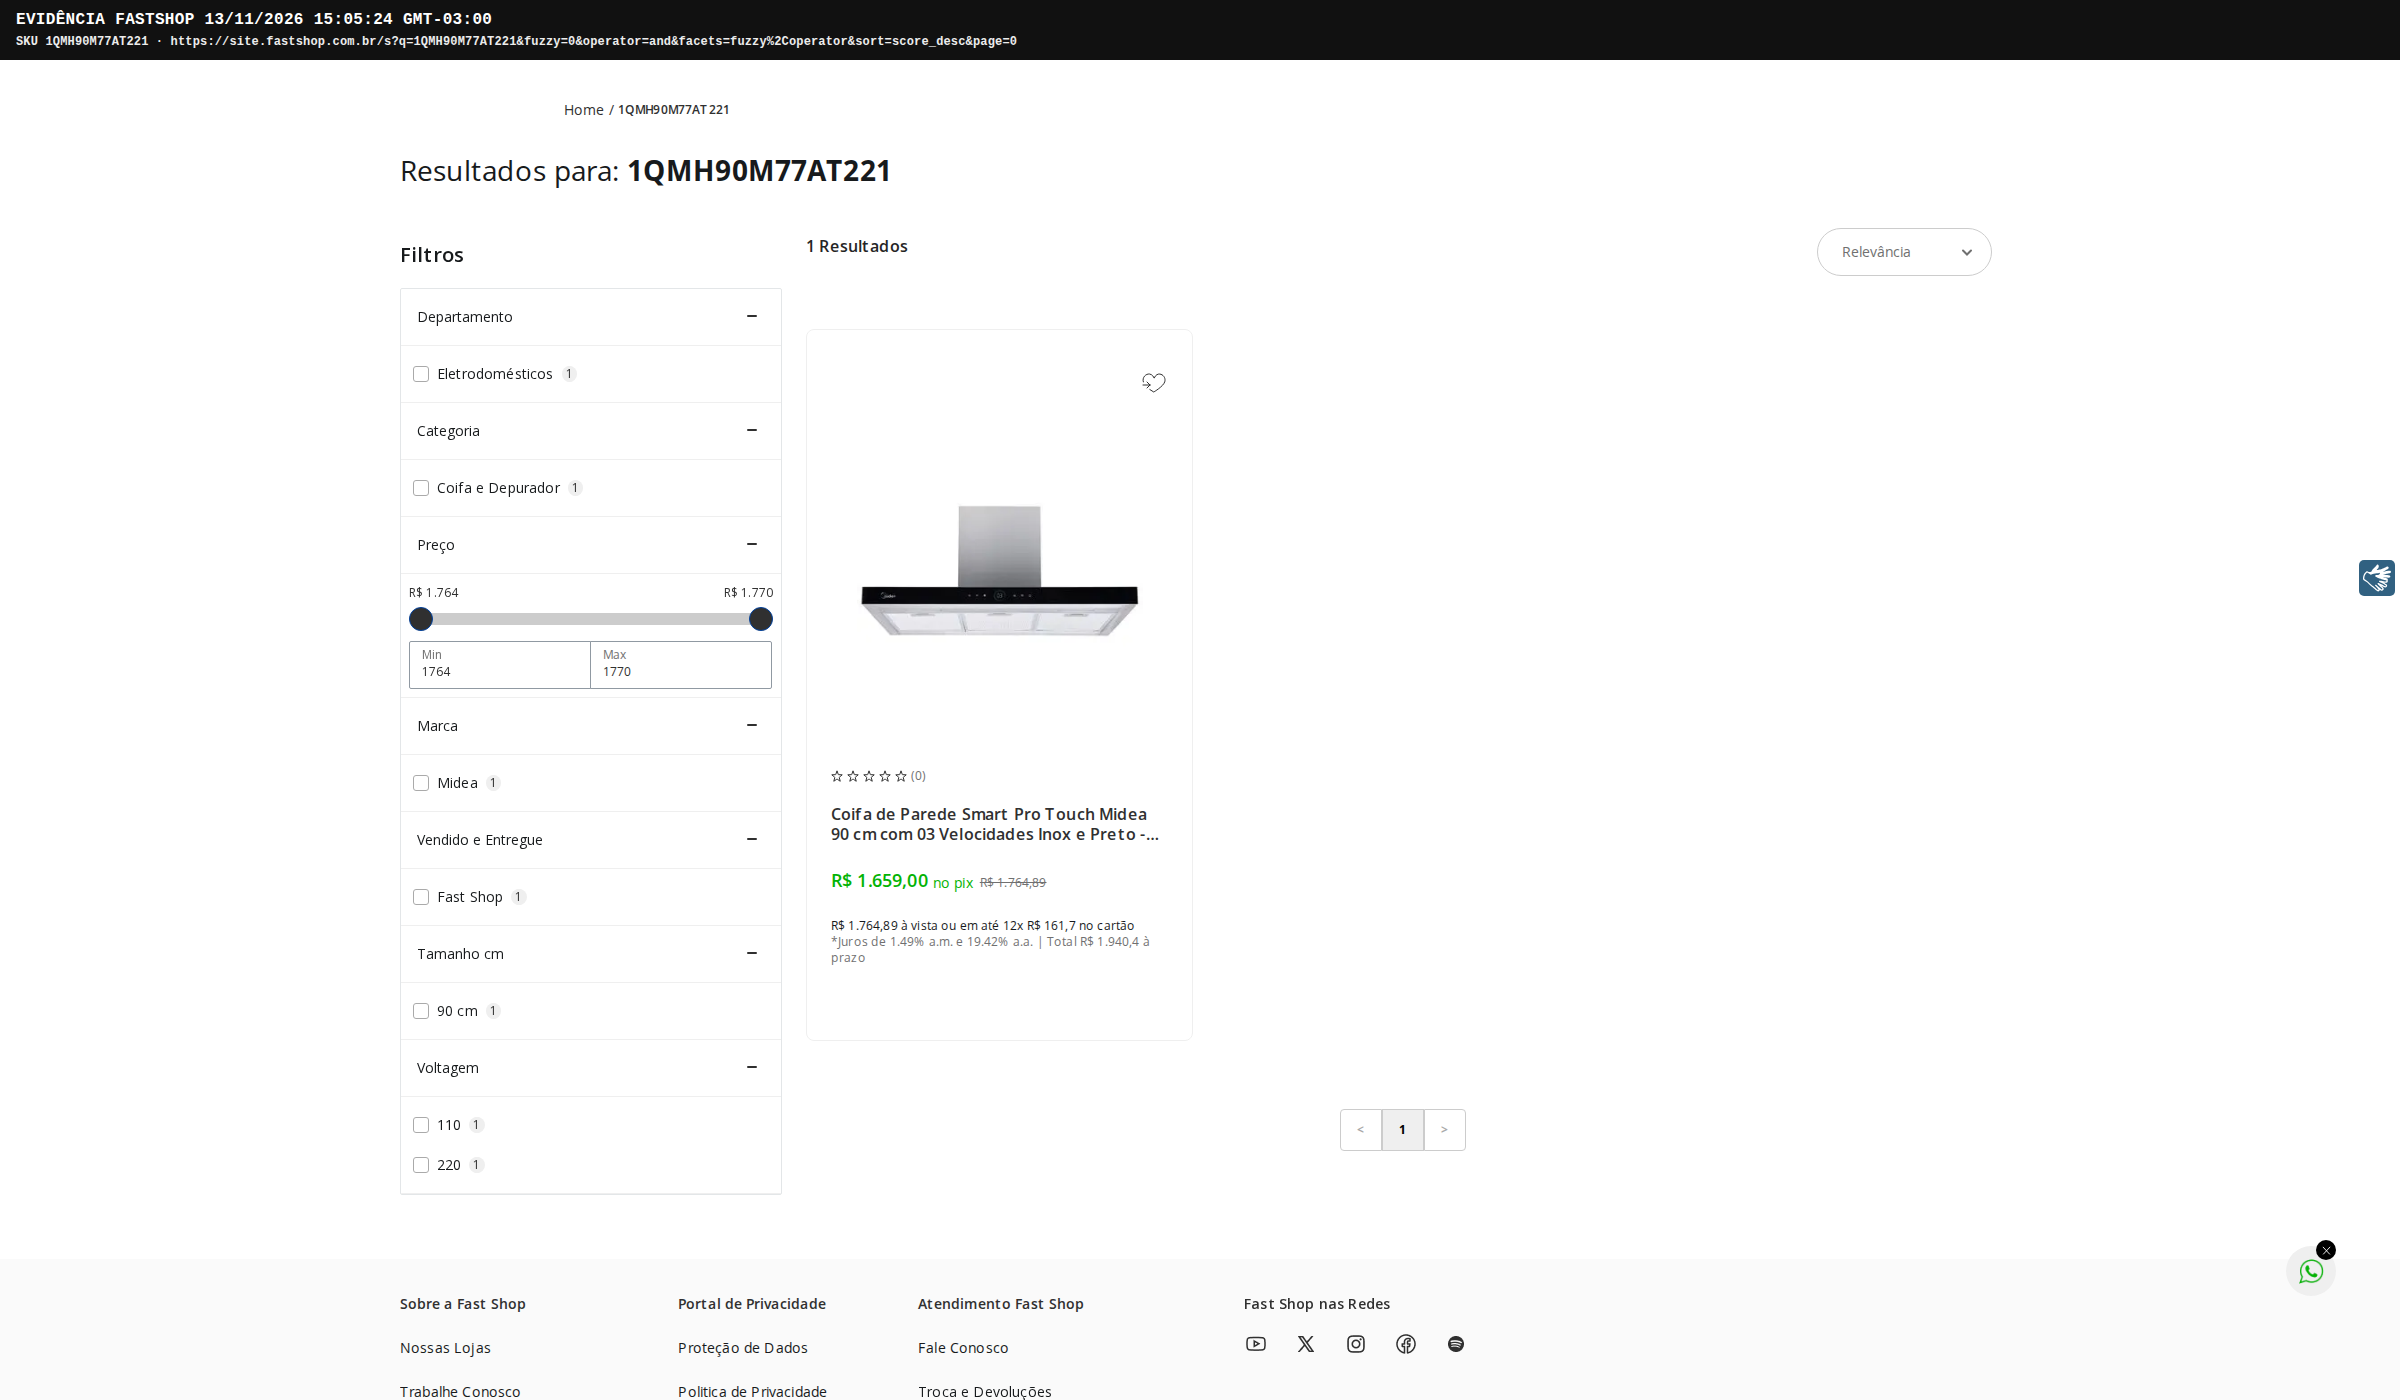 EVIDÊNCIA FASTSHOP 13/11/2026 15:05:24 GMT-03:00
SKU 1QMH90M77AT221 · https://site.fastshop.com.br/s?q=1QMH90M77AT221&fuzzy=0&operator=and&facets=fuzzy%2Coperator&sort=score_desc&page=0
Home / 1QMH90M77AT221
Resultados para: 1QMH90M77AT221
Filtros
Departamento
Eletrodomésticos 1
Categoria
Coifa e Depurador 1
Preço
R$ 1.764 R$ 1.770
Min Max
1764 1770
Marca
Midea 1
Vendido e Entregue
Fast Shop 1
Tamanho cm
90 cm 1
Voltagem
110 1
220 1
1 Resultados
Relevância
(0)
Coifa de Parede Smart Pro Touch Midea
90 cm com 03 Velocidades Inox e Preto -...
R$ 1.659,00 no pix R$ 1.764,89
R$ 1.764,89 à vista ou em até 12x R$ 161,7 no cartão
*Juros de 1.49% a.m. e 19.42% a.a. | Total R$ 1.940,4 à
prazo
< 1 >
Sobre a Fast Shop
Nossas Lojas
Trabalhe Conosco
Portal de Privacidade
Proteção de Dados
Politica de Privacidade
Atendimento Fast Shop
Fale Conosco
Troca e Devoluções
Fast Shop nas Redes